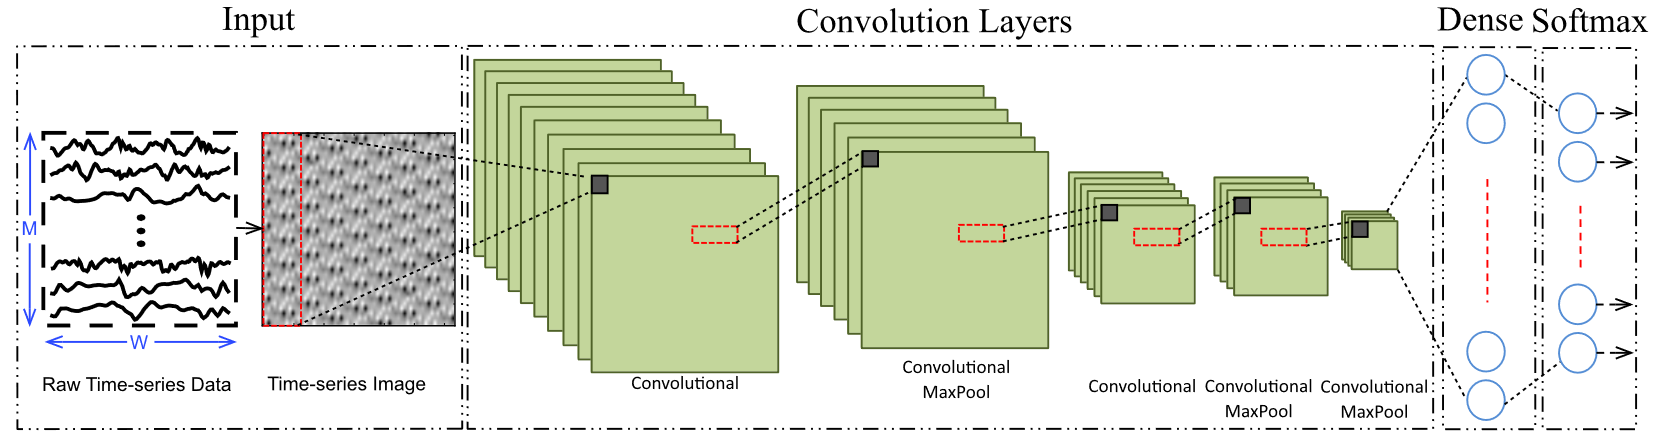 Input
Convolution Layers
Dense
Softmax
M
W
Raw Time-series Data
Time-series Image
Convolutional
Convolutional
MaxPool
Convolutional
Convolutional
MaxPool
Convolutional
MaxPool